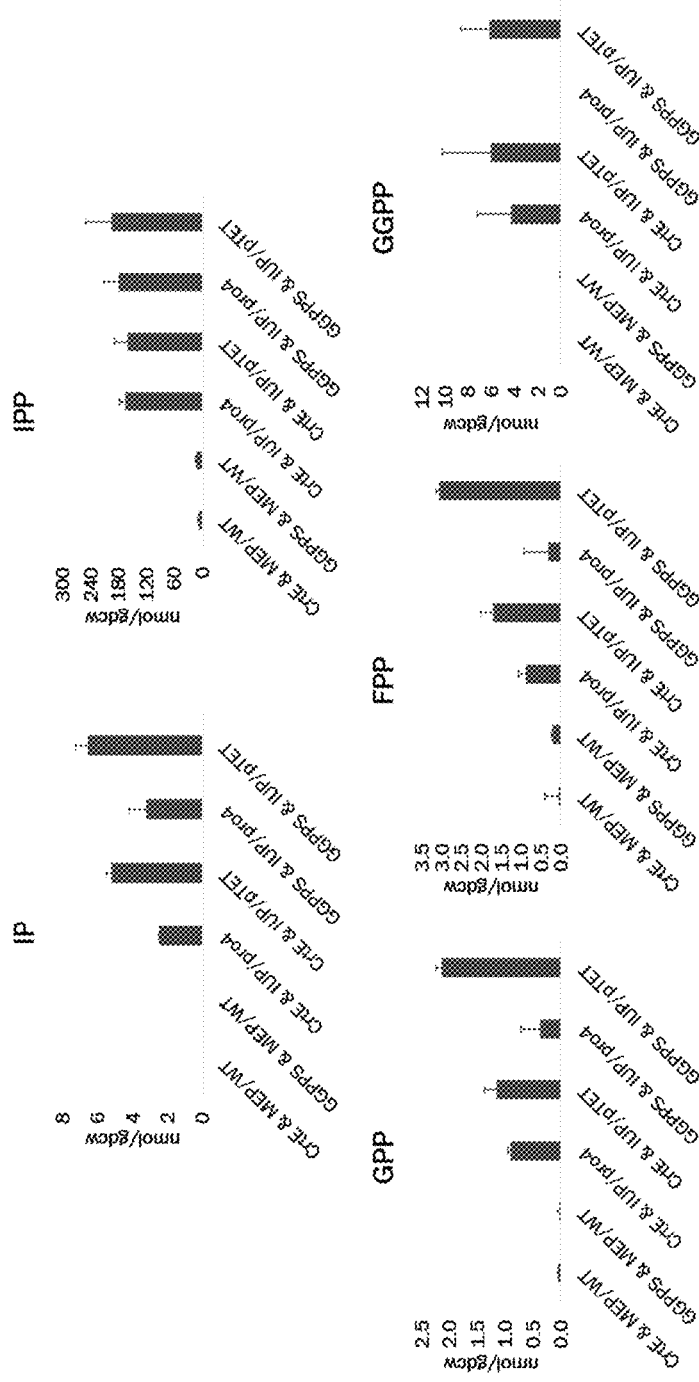 IP
nmol/gdcw
8
6
4
2
0
CrtE & MEP/WT
GGPPS & MEP/WT
CrtE & IUP/pro4
CrtE & IUP/pTET
GGPPS & IUP/pro4
GGPPS & IUP/pTET
IPP
nmol/gdcw
300
240
180
120
60
0
CrtE & MEP/WT
GGPPS & MEP/WT
CrtE & IUP/pro4
CrtE & IUP/pTET
GGPPS & IUP/pro4
GGPPS & IUP/pTET
GPP
nmol/gdcw
2.5
2.0
1.5
1.0
0.5
0.0
CrtE & MEP/WT
GGPPS & MEP/WT
CrtE & IUP/pro4
CrtE & IUP/pTET
GGPPS & IUP/pro4
GGPPS & IUP/pTET
FPP
nmol/gdcw
3.5
3.0
2.5
2.0
1.5
1.0
0.5
0.0
CrtE & MEP/WT
GGPPS & MEP/WT
CrtE & IUP/pro4
CrtE & IUP/pTET
GGPPS & IUP/pro4
GGPPS & IUP/pTET
GGPP
nmol/gdcw
12
10
8
6
4
2
0
CrtE & MEP/WT
GGPPS & MEP/WT
CrtE & IUP/pro4
CrtE & IUP/pTET
GGPPS & IUP/pro4
GGPPS & IUP/pTET